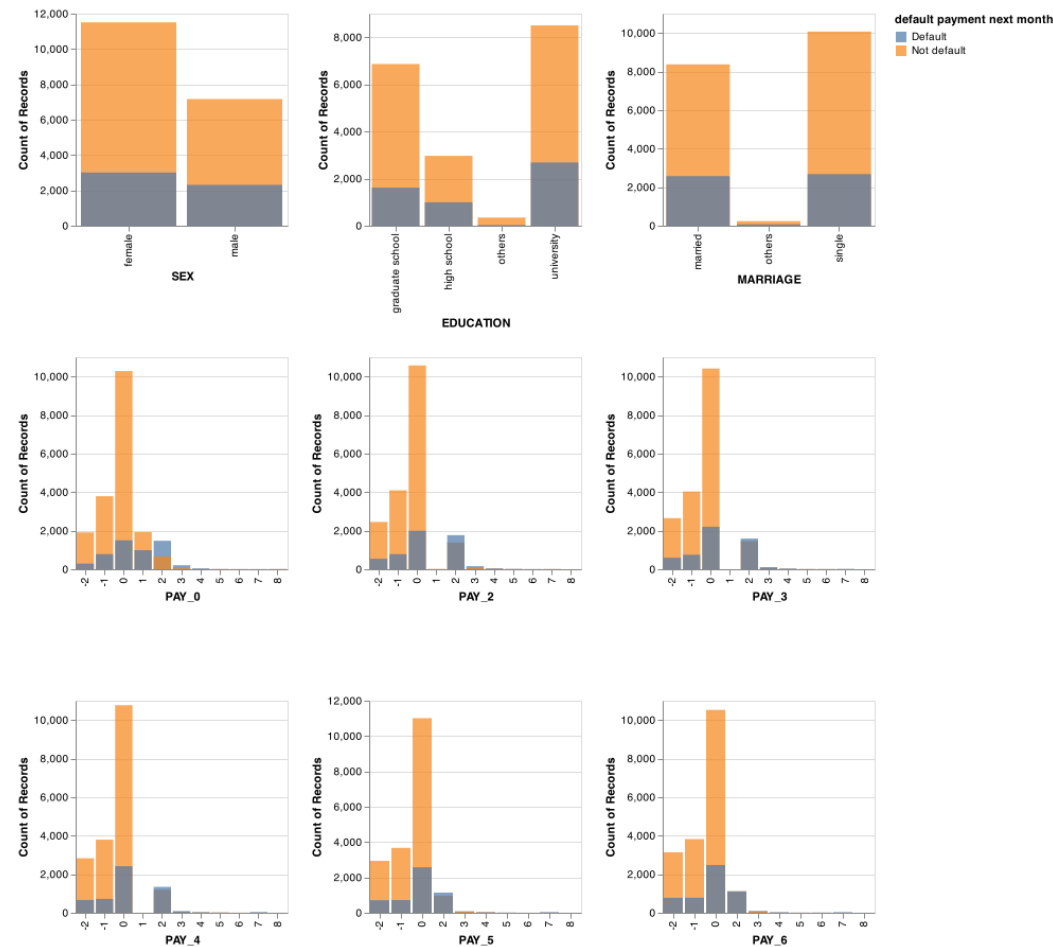 default payment next month
Default
Not default
12,000
10,000
8,000
6,000
4,000
2,000
0
Count of Records
female
male
SEX
8,000
6,000
4,000
2,000
0
Count of Records
graduate school
high school
others
university
EDUCATION
10,000
8,000
6,000
4,000
2,000
0
Count of Records
married
others
single
MARRIAGE
10,000
8,000
6,000
4,000
2,000
0
Count of Records
-2 -1 0 1 2 3 4 5 6 7 8
PAY_0
10,000
8,000
6,000
4,000
2,000
0
Count of Records
-2 -1 0 1 2 3 4 5 6 7 8
PAY_2
10,000
8,000
6,000
4,000
2,000
0
Count of Records
-2 -1 0 1 2 3 4 5 6 7 8
PAY_3
10,000
8,000
6,000
4,000
2,000
0
Count of Records
-2 -1 0 1 2 3 4 5 6 7 8
PAY_4
12,000
10,000
8,000
6,000
4,000
2,000
0
Count of Records
-2 -1 0 2 3 4 5 6 7 8
PAY_5
10,000
8,000
6,000
4,000
2,000
0
Count of Records
-2 -1 0 2 3 4 5 6 7 8
PAY_6